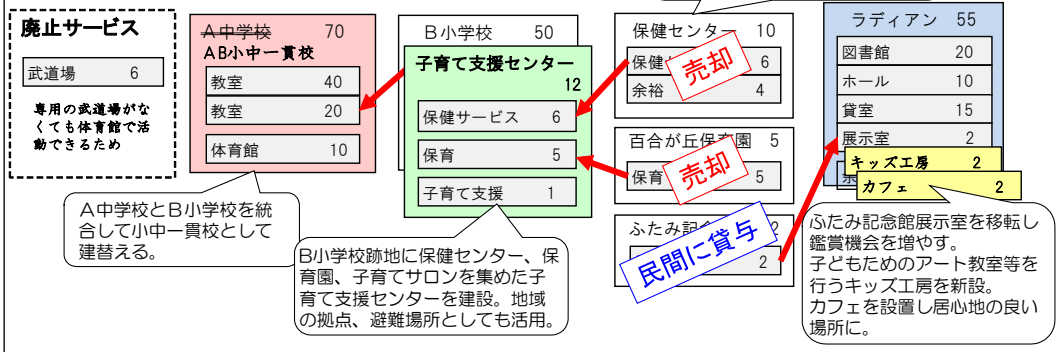 廃止サービス
武道場 6
専用の武道場がな
くても体育館で活
動できるため
A中学校 70
AB小中一貫校
教室 40
教室 20
体育館 10
A中学校とB小学校を統
合して小中一貫校として
建替える。
B小学校 50
子育て支援センター
12
保健サービス 6
保育 5
子育て支援 1
B小学校跡地に保健センター、保
育園、子育てサロンを集めた子
育て支援センターを建設。地域
の拠点、避難場所としても活用。
保健センター 10
保健 6
余裕 4
売却
百合が丘保育園 5
保育 5
売却
ふたみ記 2
2
民間に貸与
ラディアン 55
図書館 20
ホール 10
貸室 15
展示室 2
キッズ工房 2
カフェ 2
ふたみ記念館展示室を移転し
鑑賞機会を増やす。
子どもためのアート教室等を
行うキッズ工房を新設。
カフェを設置し居心地の良い
場所に。